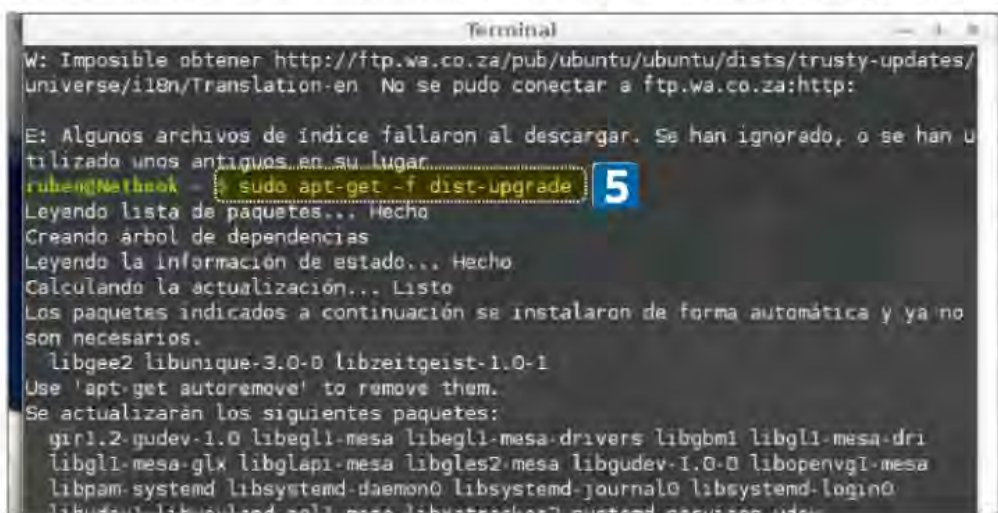 Terminal
W: Imposible obtener http://ftp.wa.co.za/pub/ubuntu/ubuntu/dists/trusty-updates/
universe/i18n/Translation-en No se pudo conectar a ftp.wa.co.za:http:
E: Algunos archivos de índice fallaron al descargar. Se han ignorado, o se han u
tilizado unos antiguos en su lugar
ruben@Netbook ~ $ sudo apt-get -f dist-upgrade 5
Leyendo lista de paquetes... Hecho
Creando árbol de dependencias
Leyendo la información de estado... Hecho
Calculando la actualización... Listo
Los paquetes indicados a continuación se instalaron de forma automática y ya no
son necesarios.
libgee2 libunique-3.0-0 libzeitgeist-1.0-1
Use 'apt-get autoremove' to remove them.
Se actualizarán los siguientes paquetes:
gir1.2-gudev-1.0 libegl1-mesa libegl1-mesa-drivers libgbm1 libgl1-mesa-dri
libgl1-mesa-glx libglapi-mesa libgles2-mesa libgudev-1.0-0 libopenvg1-mesa
libpam-systemd libsystemd-daemon0 libsystemd-journal0 libsystemd-login0